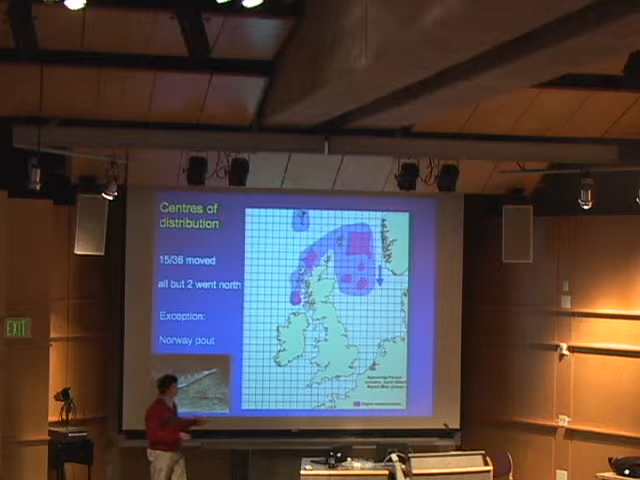 Centres of
distribution
15/36 moved
all but 2 went north
Exception:
Norway pout
EXIT